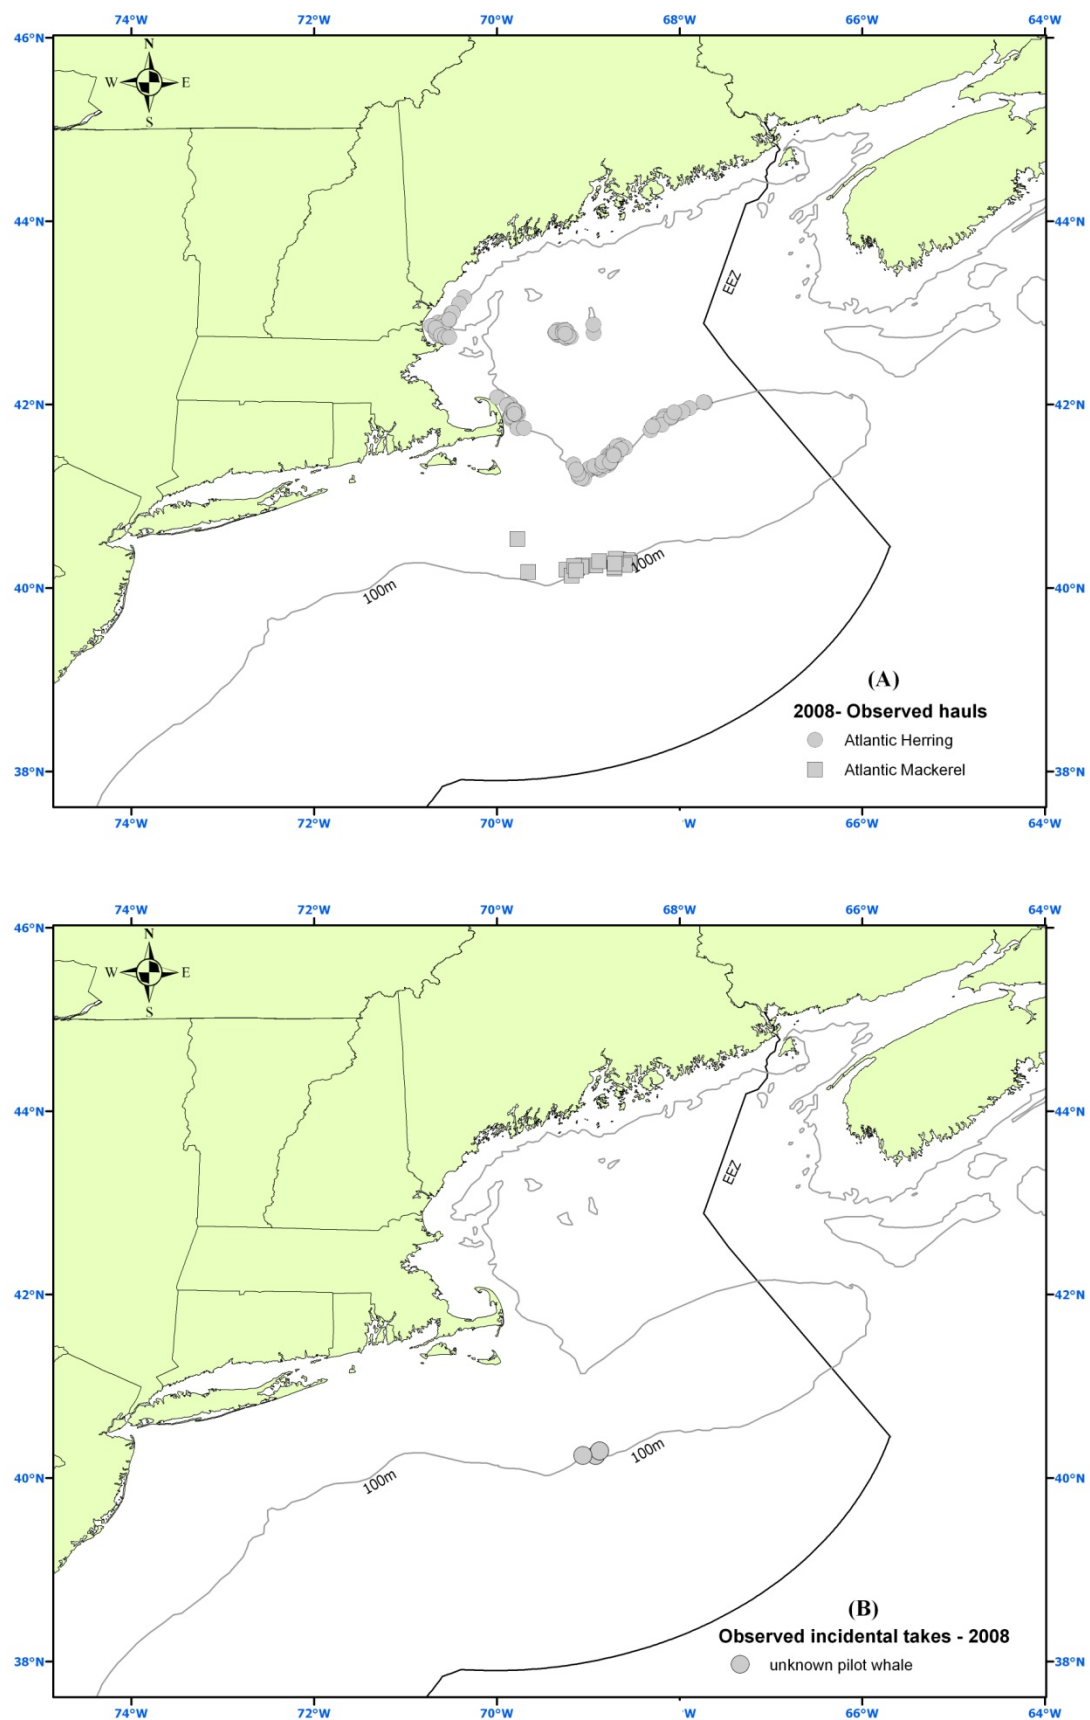 74°W 72°W 70°W 68°W 66°W 64°W
46°N
N
W E
S
44°N 44°N
EEZ
42°N 42°N
100m
40°N 100m 40°N
(A)
2008- Observed hauls
Atlantic Herring
Atlantic Mackerel
38°N 38°N
74°W 72°W 70°W °W 66°W 64°W
74°W 72°W 70°W 68°W 66°W 64°W
46°N
N
W E
S
44°N 44°N
EEZ
42°N 42°N
100m
40°N 100m 40°N
(B)
Observed incidental takes - 2008
unknown pilot whale
38°N 38°N
74°W 72°W 70°W °W 66°W 64°W